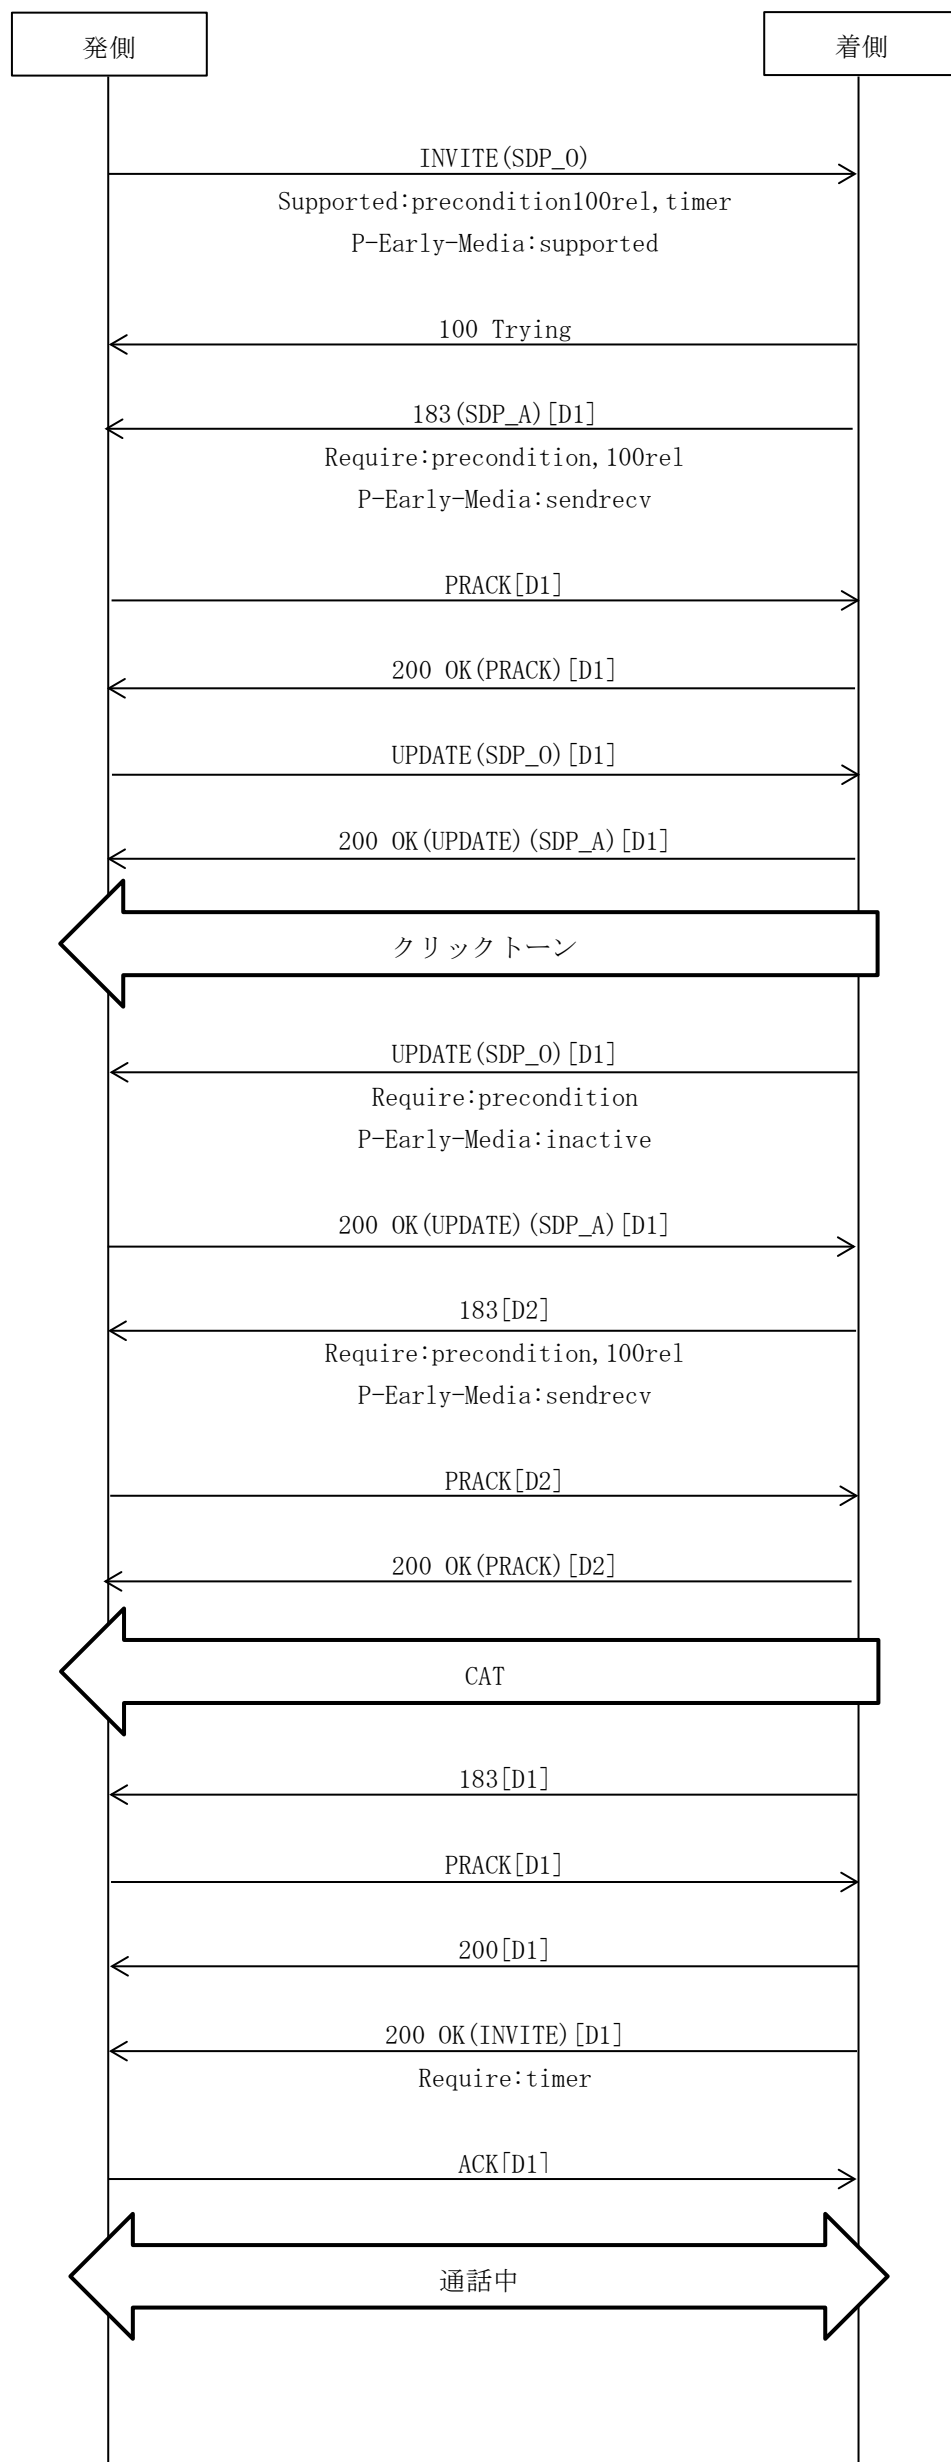 発側
着側
INVITE(SDP_O)
Supported:precondition100rel,timer
P-Early-Media:supported
100 Trying
183(SDP_A)[D1]
Require:precondition,100rel
P-Early-Media:sendrecv
PRACK[D1]
200 OK(PRACK)[D1]
UPDATE(SDP_O)[D1]
200 OK(UPDATE)(SDP_A)[D1]
クリックトーン
UPDATE(SDP_O)[D1]
Require:precondition
P-Early-Media:inactive
200 OK(UPDATE)(SDP_A)[D1]
183[D2]
Require:precondition,100rel
P-Early-Media:sendrecv
PRACK[D2]
200 OK(PRACK)[D2]
CAT
183[D1]
PRACK[D1]
200[D1]
200 OK(INVITE)[D1]
Require:timer
ACK[D1]
通話中